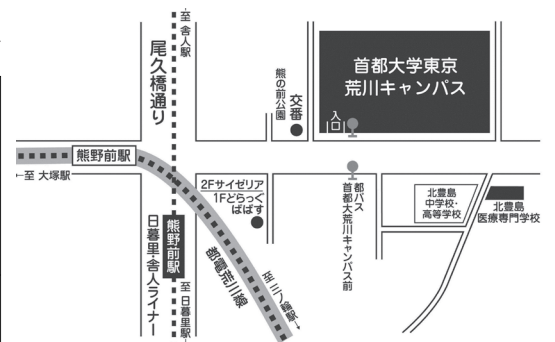 至 舎人駅
尾久橋通り
熊の前公園
交番
首都大学東京
荒川キャンパス
入口
熊野前駅
←至 大塚駅
2Fサイゼリア
1Fどらっぐ
ぱぱす
都バス
首都大荒川キャンパス前
北豊島
中学校・
高等学校
北豊島
医療専門学校
日暮里・舎人ライナー
熊野前駅
至 日暮里駅
都電荒川線
至 三ノ輪駅→